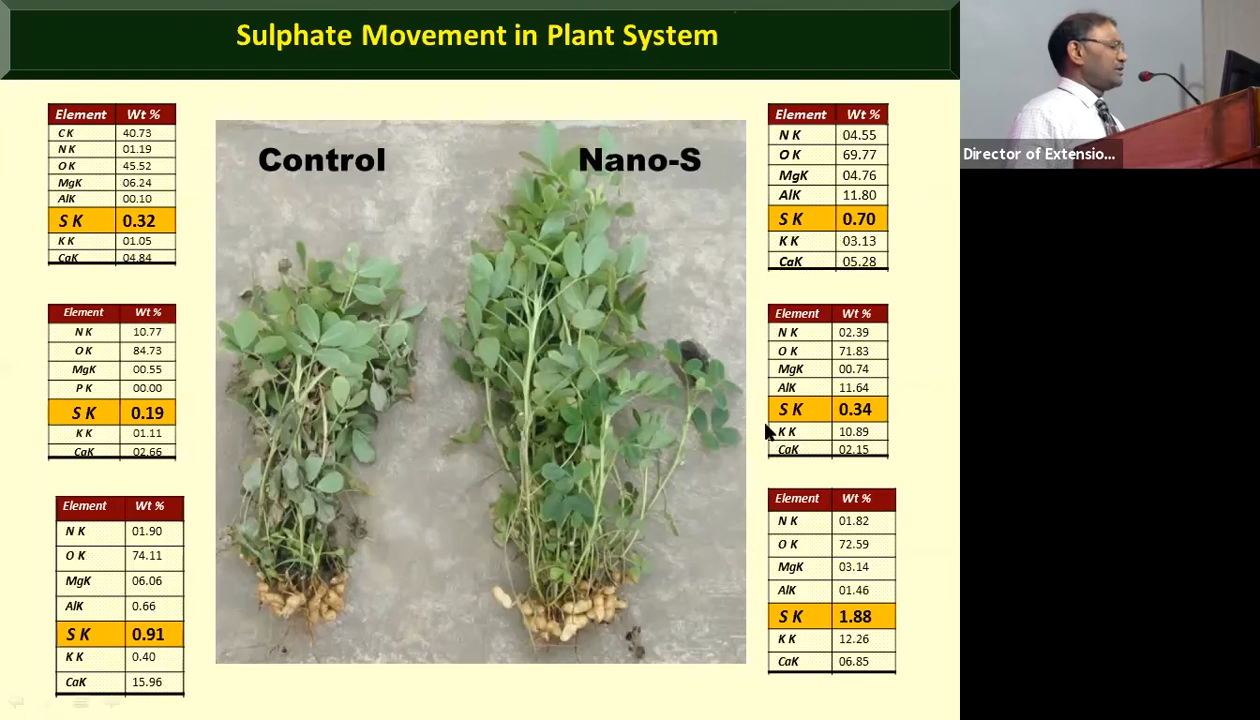 Sulphate Movement in Plant System
Element Wt %
C K 40.73
N K 01.19
O K 45.52
MgK 06.24
AlK 00.10
S K 0.32
K K 01.05
CaK 04.84
Element Wt %
N K 10.77
O K 84.73
MgK 00.55
P K 00.00
S K 0.19
K K 01.11
CaK 02.66
Element Wt %
N K 01.90
O K 74.11
MgK 06.06
AlK 0.66
S K 0.91
K K 0.40
CaK 15.96
Control
Nano-S
Element Wt %
N K 04.55
O K 69.77
MgK 04.76
AlK 11.80
S K 0.70
K K 03.13
CaK 05.28
Element Wt %
N K 02.39
O K 71.83
MgK 00.74
AlK 11.64
S K 0.34
K K 10.89
CaK 02.15
Element Wt %
N K 01.82
O K 72.59
MgK 03.14
AlK 01.46
S K 1.88
K K 12.26
CaK 06.85
Director of Extensio...